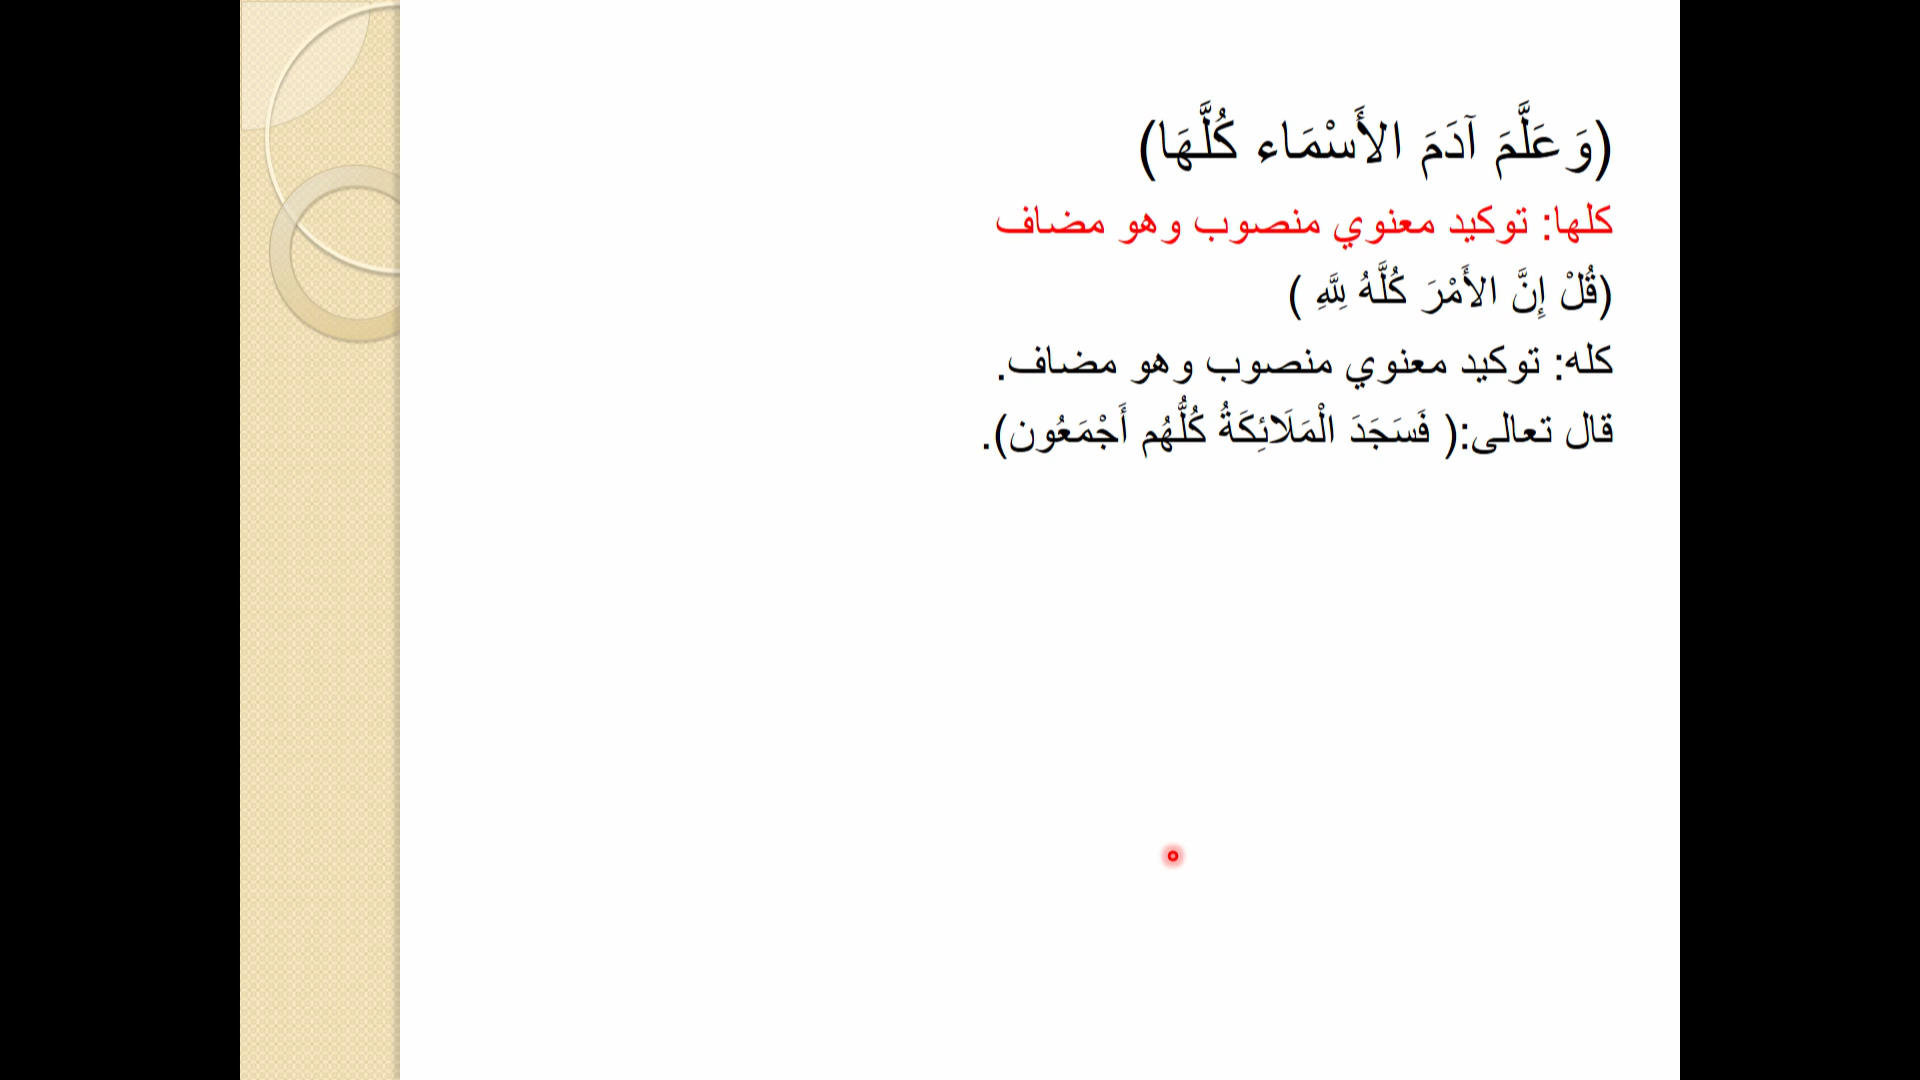 (وَعَلَّمَ آدَمَ الأَسْمَاء كُلَّهَا)
كلها: توكيد معنوي منصوب وهو مضاف
(قُلْ إِنَّ الأَمْرَ كُلَّهُ لِلَّهِ )
كله: توكيد معنوي منصوب وهو مضاف.
قال تعالى:( فَسَجَدَ الْمَلَائِكَةُ كُلُّهُم أَجْمَعُون).